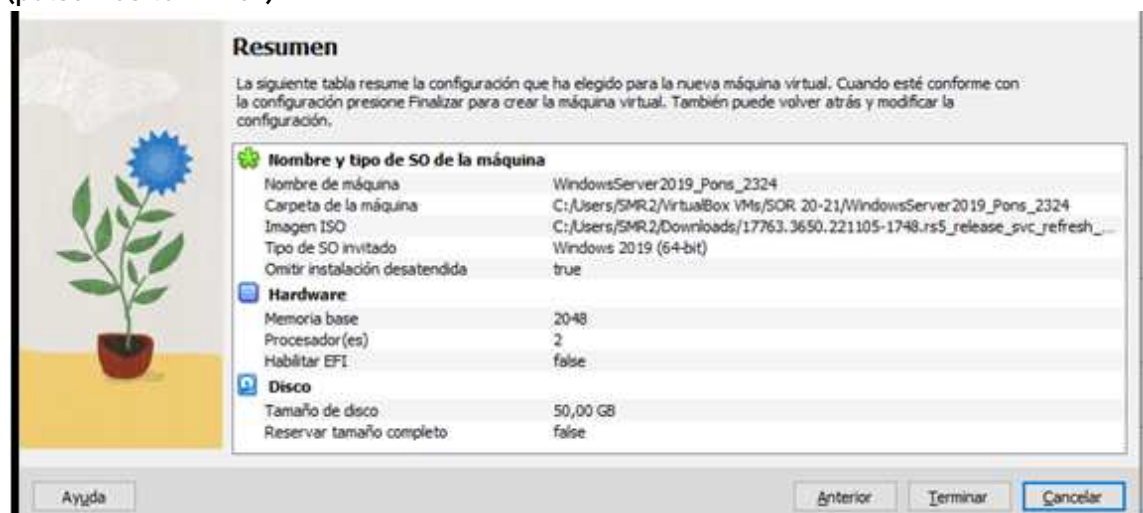 Resumen
La siguiente tabla resume la configuración que ha elegido para la nueva máquina virtual. Cuando esté conforme con
la configuración presione Finalizar para crear la máquina virtual. También puede volver atrás y modificar la
configuración.
Nombre y tipo de SO de la máquina
Nombre de máquina WindowsServer2019_Pons_2324
Carpeta de la máquina C:/Users/SMR2/VirtualBox VMs/SOR 20-21/WindowsServer2019_Pons_2324
Imagen ISO C:/Users/SMR2/Downloads/17763.3650.221105-1748.rs5_release_svc_refresh_...
Tipo de SO invitado Windows 2019 (64-bit)
Omitir instalación desatendida true
Hardware
Memoria base 2048
Procesador(es) 2
Habilitar EFI false
Disco
Tamaño de disco 50,00 GB
Reservar tamaño completo false
Ayuda Anterior Terminar Cancelar